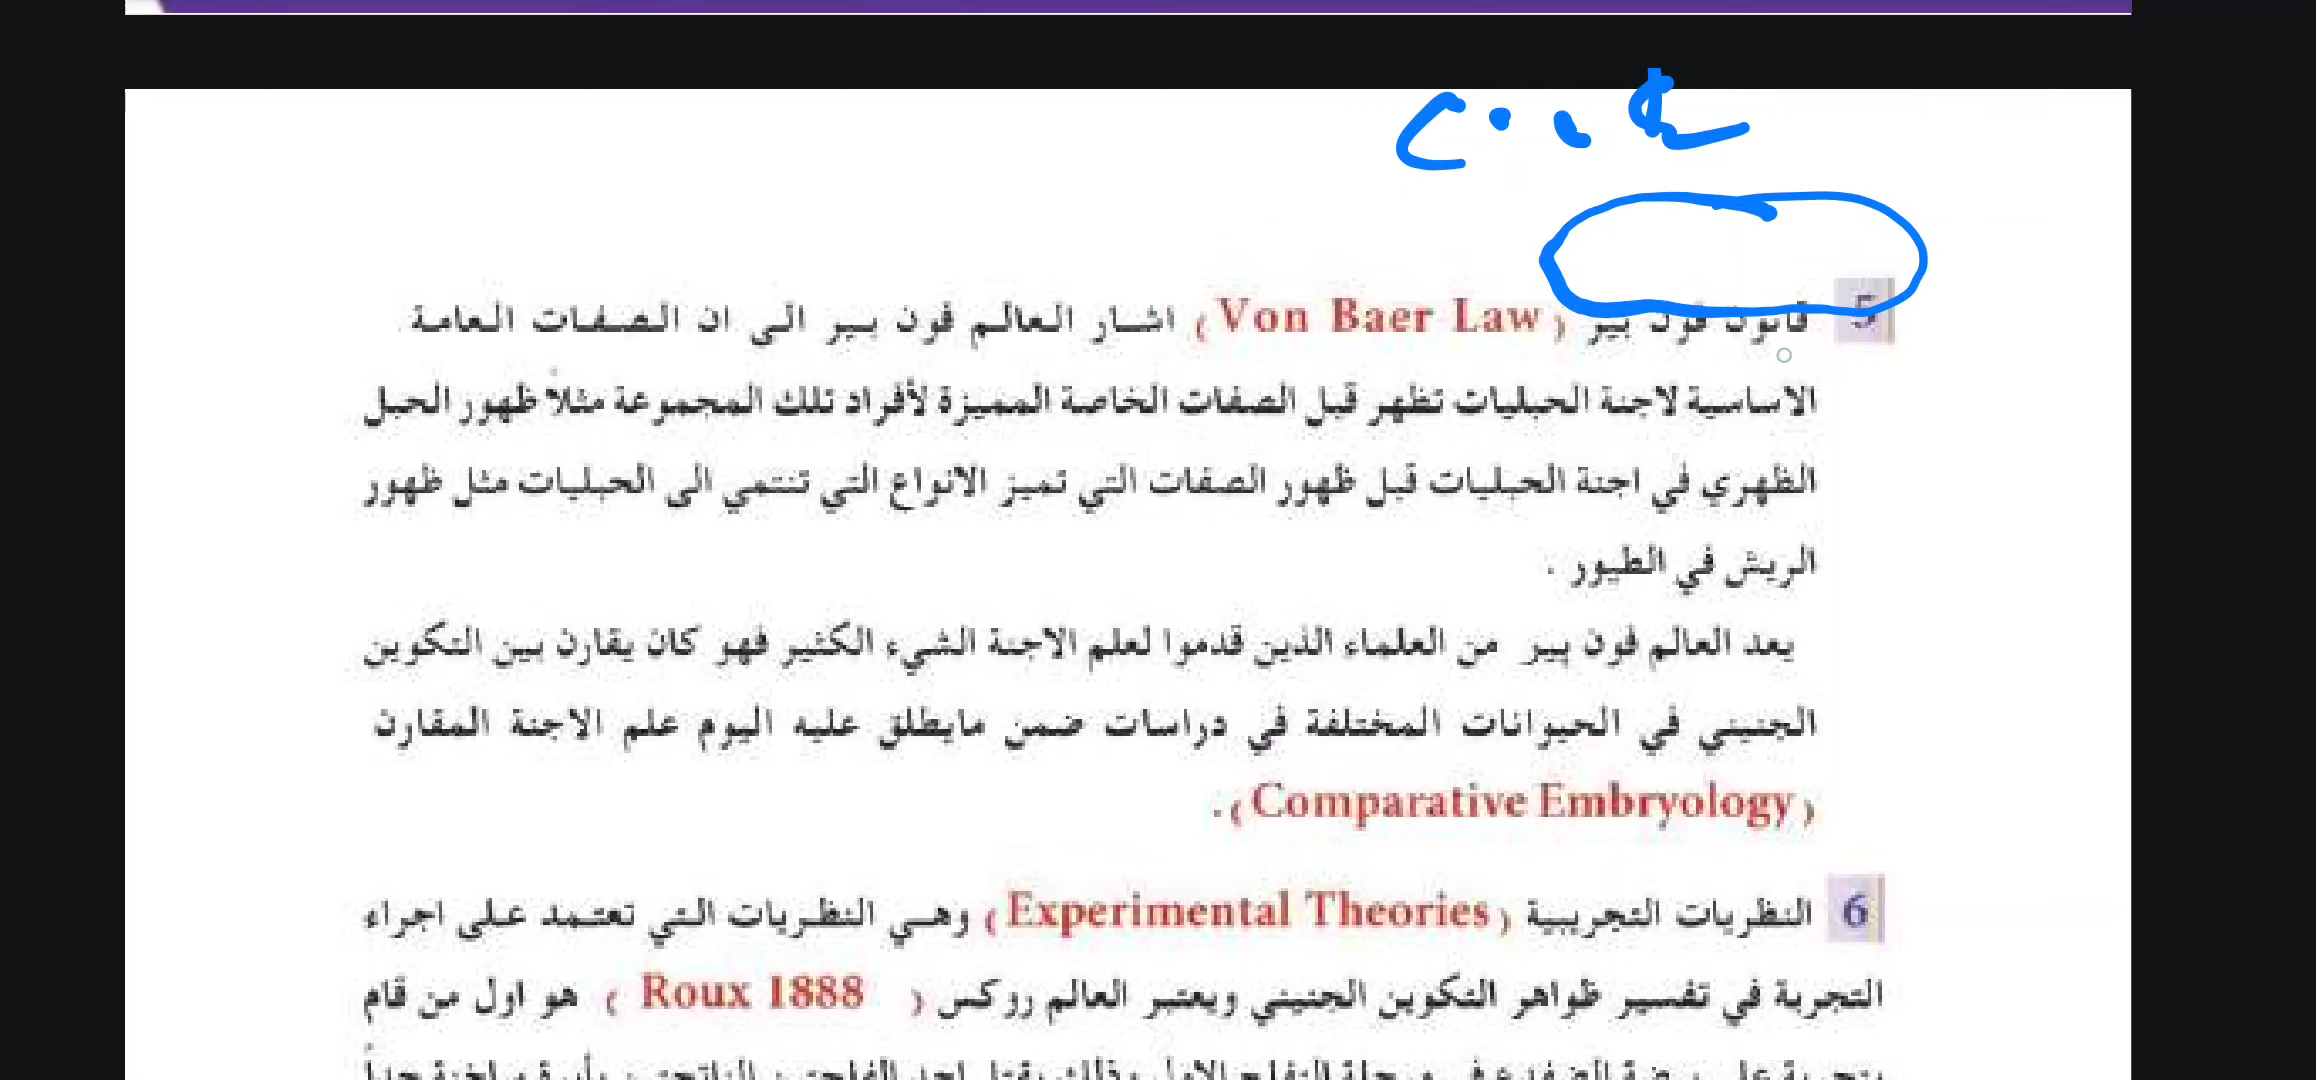 5 قانون فون بير (Von Baer Law) اشار العالم فون بير الى ان الصفات العامة
الاساسية لاجنة الحبليات تظهر قبل الصفات الخاصة المميزة لأفراد تلك المجموعة مثلاً ظهور الحبل
الظهري في اجنة الحبليات قبل ظهور الصفات التي تميز الانواع التي تنتمي الى الحبليات مثل ظهور
الريش في الطيور .
يعد العالم فون بير من العلماء الذين قدموا لعلم الاجنة الشيء الكثير فهو كان يقارن بين التكوين
الجنيني في الحيوانات المختلفة في دراسات ضمن مايطلق عليه اليوم علم الاجنة المقارن
(Comparative Embryology) .
6 النظريات التجريبية (Experimental Theories) وهي النظريات التي تعتمد على اجراء
التجربة في تفسير ظواهر التكوين الجنيني ويعتبر العالم روكس ( Roux 1888 ) هو اول من قام